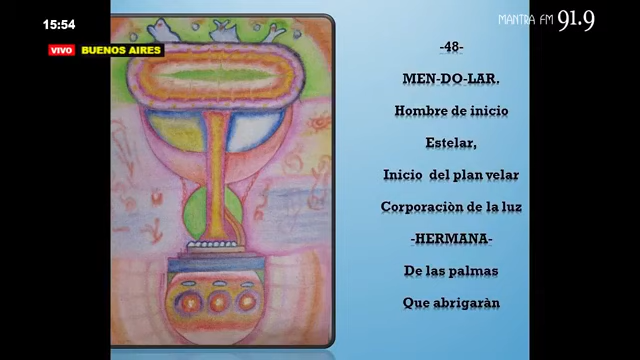 15:54
VIVO BUENOS AIRES
MANTRA FM 91.9
-48-
MEN-DO-LAR.
Hombre de inicio
Estelar,
Inicio del plan velar
Corporaciòn de la luz
-HERMANA-
De las palmas
Que abrigaràn